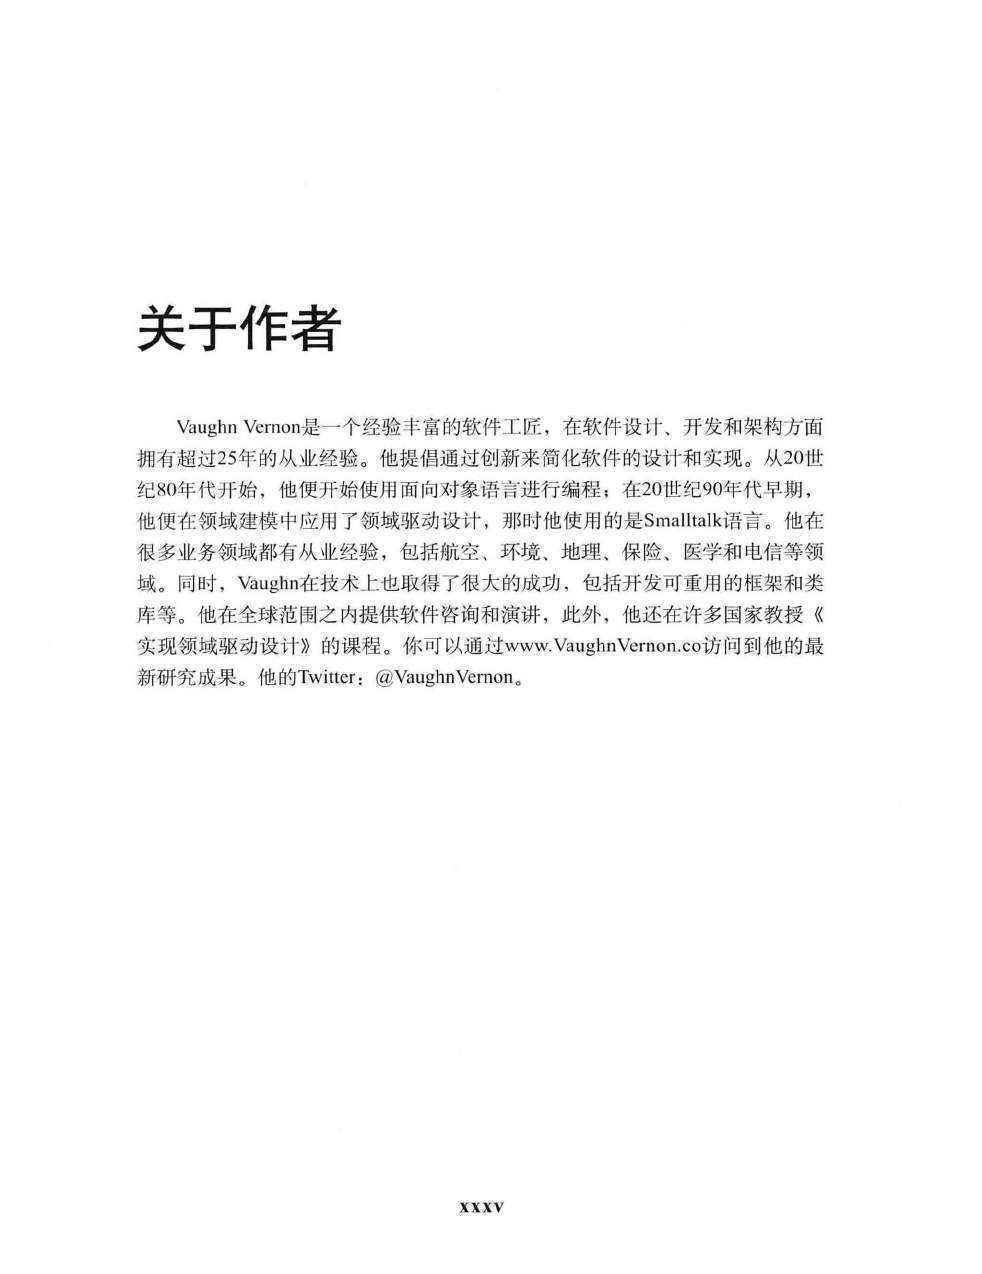 关于作者
Vaughn Vernon是一个经验丰富的软件工匠，在软件设计、开发和架构方面
拥有超过25年的从业经验。他提倡通过创新来简化软件的设计和实现。从20世
纪80年代开始，他便开始使用面向对象语言进行编程；在20世纪90年代早期，
他便在领域建模中应用了领域驱动设计，那时他使用的是Smalltalk语言。他在
很多业务领域都有从业经验，包括航空、环境、地理、保险、医学和电信等领
域。同时，Vaughn在技术上也取得了很大的成功，包括开发可重用的框架和类
库等。他在全球范围之内提供软件咨询和演讲，此外，他还在许多国家教授《
实现领域驱动设计》的课程。你可以通过www.VaughnVernon.co访问到他的最
新研究成果。他的Twitter：@VaughnVernon。
xxxv